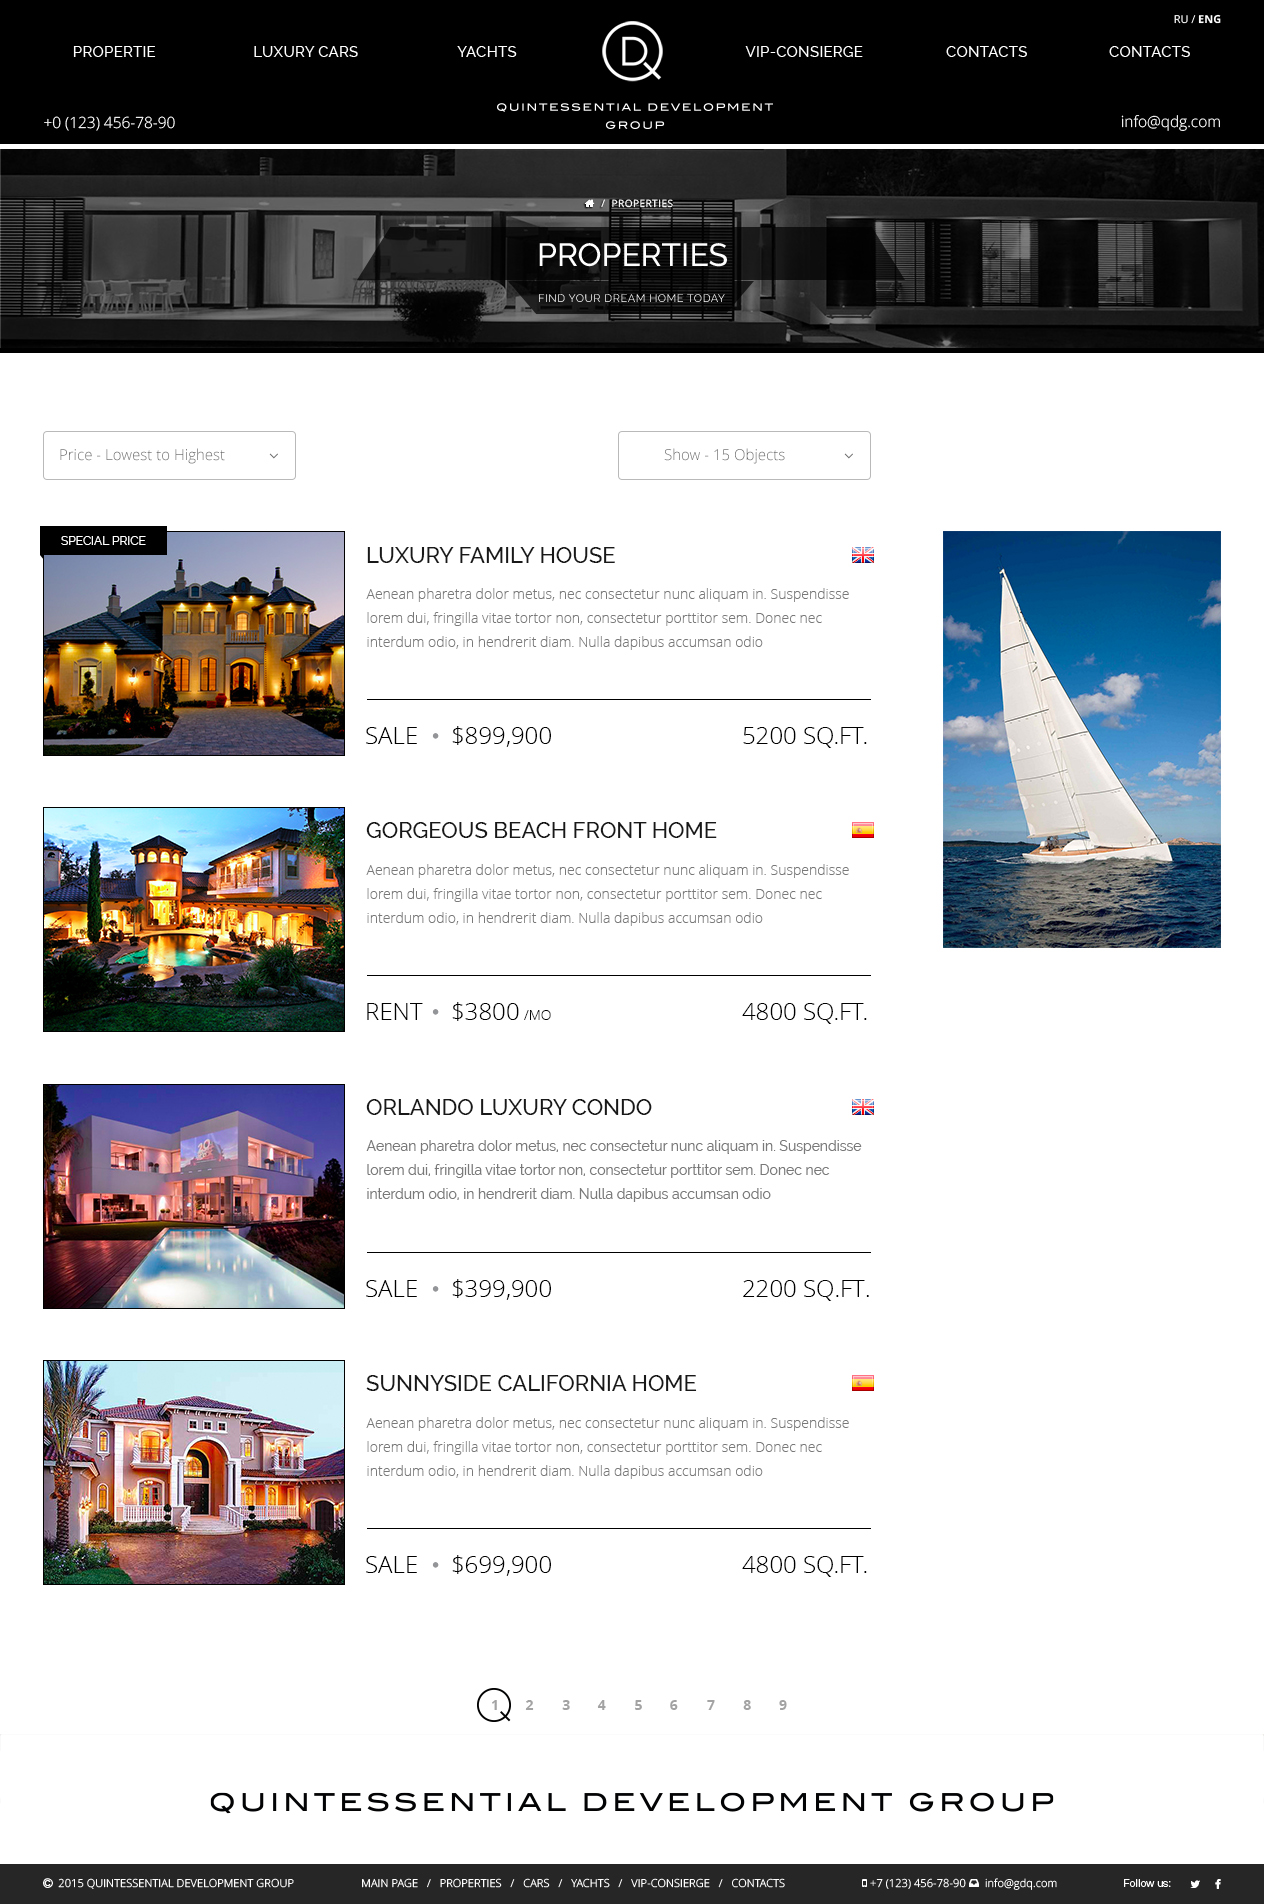 RU / ENG
PROPERTIE LUXURY CARS YACHTS VIP-CONSIERGE CONTACTS CONTACTS
QUINTESSENTIAL DEVELOPMENT
GROUP
+0 (123) 456-78-90
info@qdg.com
/ PROPERTIES
PROPERTIES
FIND YOUR DREAM HOME TODAY
Price - Lowest to Highest
Show - 15 Objects
SPECIAL PRICE
LUXURY FAMILY HOUSE
Aenean pharetra dolor metus, nec consectetur nunc aliquam in. Suspendisse
lorem dui, fringilla vitae tortor non, consectetur porttitor sem. Donec nec
interdum odio, in hendrerit diam. Nulla dapibus accumsan odio
SALE • $899,900 5200 SQ.FT.
GORGEOUS BEACH FRONT HOME
Aenean pharetra dolor metus, nec consectetur nunc aliquam in. Suspendisse
lorem dui, fringilla vitae tortor non, consectetur porttitor sem. Donec nec
interdum odio, in hendrerit diam. Nulla dapibus accumsan odio
RENT • $3800 /MO 4800 SQ.FT.
20
ORLANDO LUXURY CONDO
Aenean pharetra dolor metus, nec consectetur nunc aliquam in. Suspendisse
lorem dui, fringilla vitae tortor non, consectetur porttitor sem. Donec nec
interdum odio, in hendrerit diam. Nulla dapibus accumsan odio
SALE • $399,900 2200 SQ.FT.
SUNNYSIDE CALIFORNIA HOME
Aenean pharetra dolor metus, nec consectetur nunc aliquam in. Suspendisse
lorem dui, fringilla vitae tortor non, consectetur porttitor sem. Donec nec
interdum odio, in hendrerit diam. Nulla dapibus accumsan odio
SALE • $699,900 4800 SQ.FT.
1 2 3 4 5 6 7 8 9
QUINTESSENTIAL DEVELOPMENT GROUP
© 2015 QUINTESSENTIAL DEVELOPMENT GROUP MAIN PAGE / PROPERTIES / CARS / YACHTS / VIP-CONSIERGE / CONTACTS +7 (123) 456-78-90 info@gdq.com Follow us: